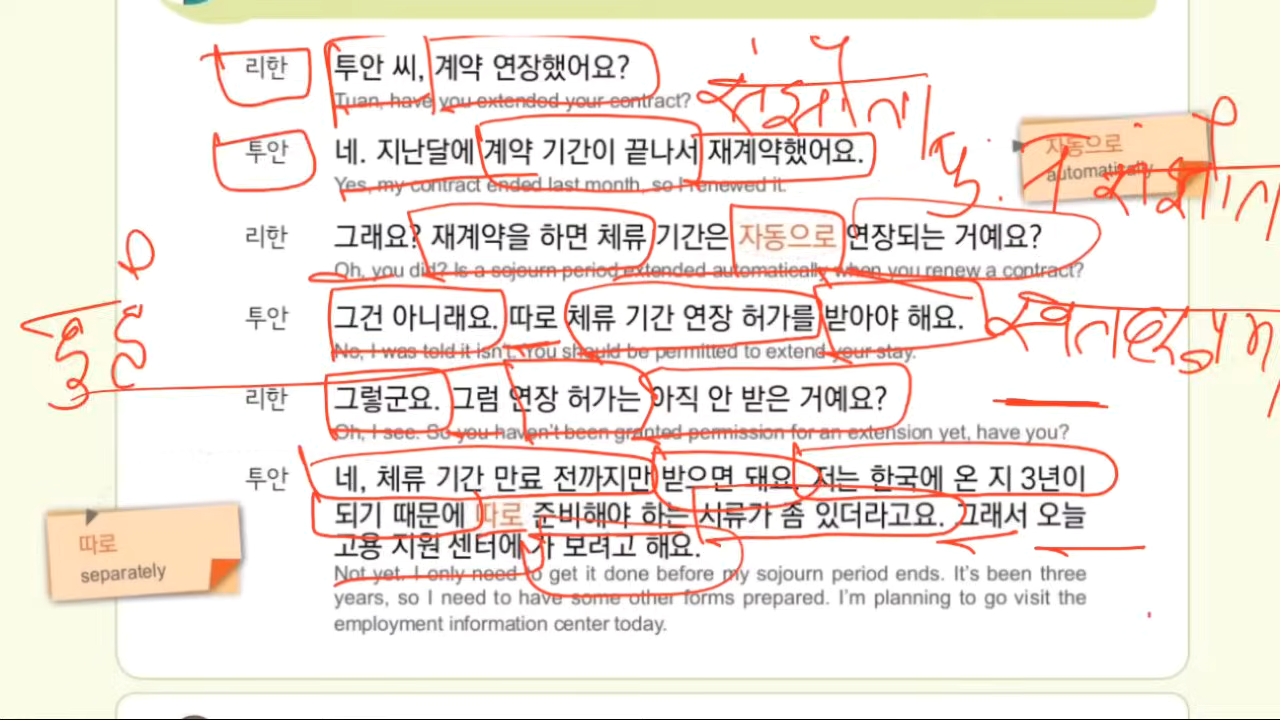 리한 투안 씨, 계약 연장했어요?
Tuan, have you extended your contract?
투안 네. 지난달에 계약 기간이 끝나서 재계약했어요.
Yes, my contract ended last month, so I renewed it.
자동으로
automatically
리한 그래요? 재계약을 하면 체류 기간은 자동으로 연장되는 거예요?
Oh, you did? Is a sojourn period extended automatically when you renew a contract?
투안 그건 아니래요. 따로 체류 기간 연장 허가를 받아야 해요.
No, I was told it isn't. You should be permitted to extend your stay.
리한 그렇군요. 그럼 연장 허가는 아직 안 받은 거예요?
Oh, I see. So you haven't been granted permission for an extension yet, have you?
투안 네, 체류 기간 만료 전까지만 받으면 돼요. 저는 한국에 온 지 3년이
되기 때문에 따로 준비해야 하는 서류가 좀 있더라고요. 그래서 오늘
고용 지원 센터에 가 보려고 해요.
Not yet. I only need to get it done before my sojourn period ends. It's been three
years, so I need to have some other forms prepared. I'm planning to go visit the
employment information center today.
따로
separately